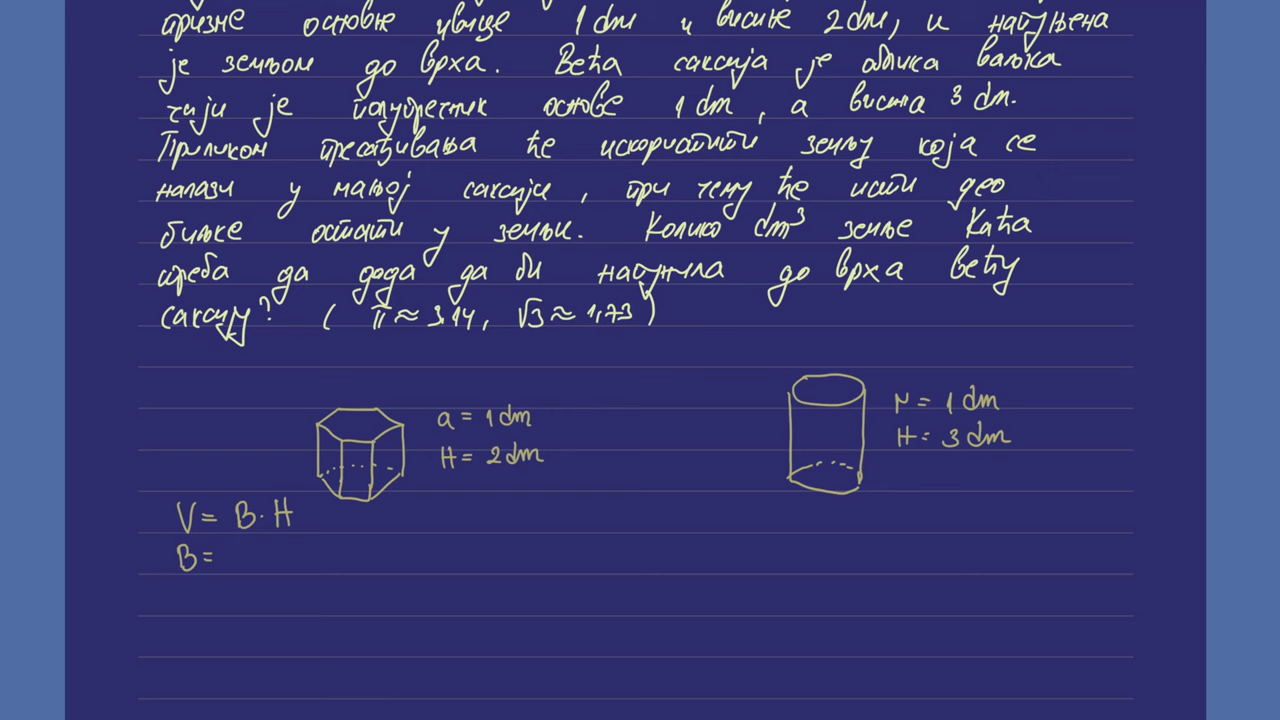 призме основне ивице 1 dm и висине 2 dm, и напуњена
је земљом до врха. Већа саксија је облика ваљка
чији је полупречник основе 1 dm, а висина 3 dm.
Приликом пресађивања ће искористити земљу која се
налази у мањој саксији, при чему ће исти део
биљке остати у земљи. Колико dm³ земље Каћа
треба да дода да би напунила до врха већу
саксију? ( π ≈ 3,14, √3 ≈ 1,73 )
a = 1 dm
H = 2 dm
r = 1 dm
H = 3 dm
V = B · H
B =